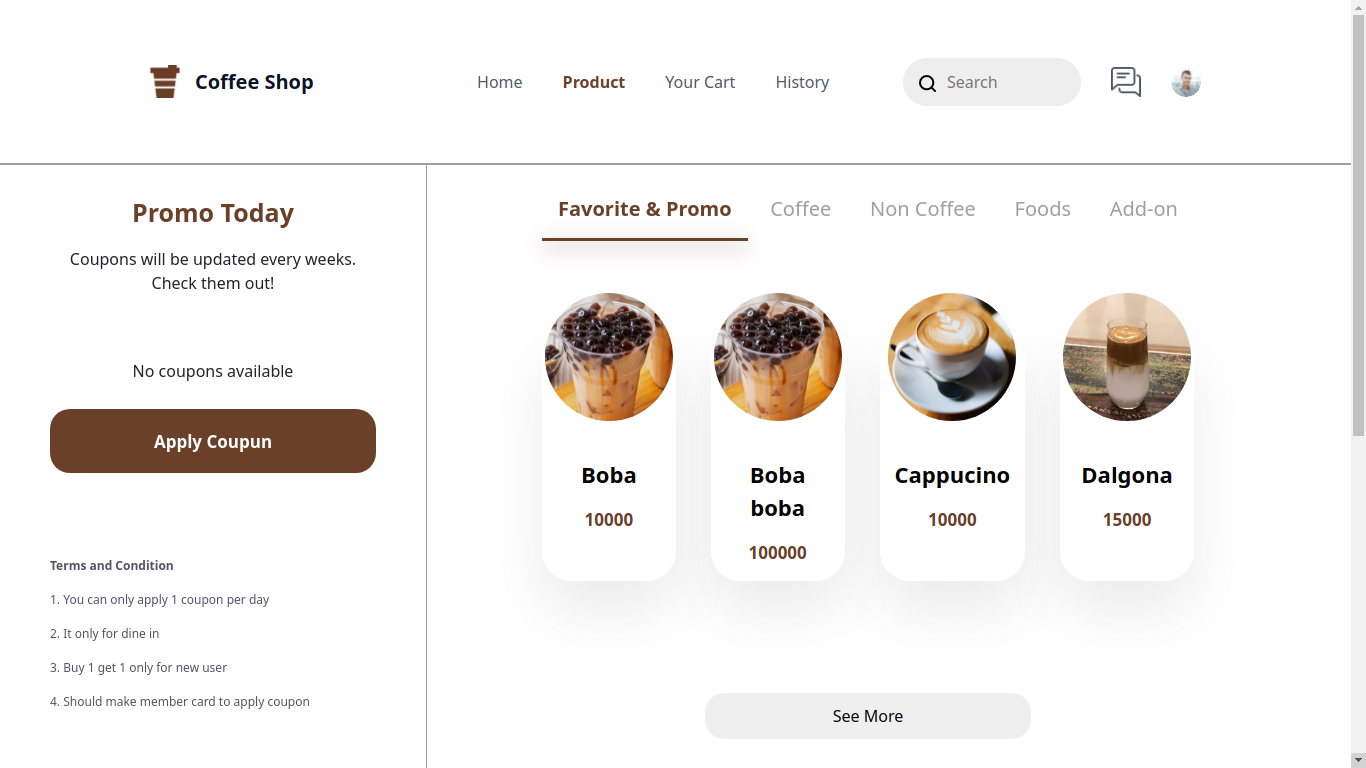 Coffee Shop
Home
Product
Your Cart
History
Search
Promo Today
Coupons will be updated every weeks.
Check them out!
No coupons available
Apply Coupun
Terms and Condition
1. You can only apply 1 coupon per day
2. It only for dine in
3. Buy 1 get 1 only for new user
4. Should make member card to apply coupon
Favorite & Promo
Coffee
Non Coffee
Foods
Add-on
Boba
10000
Boba
boba
100000
Cappucino
10000
Dalgona
15000
See More